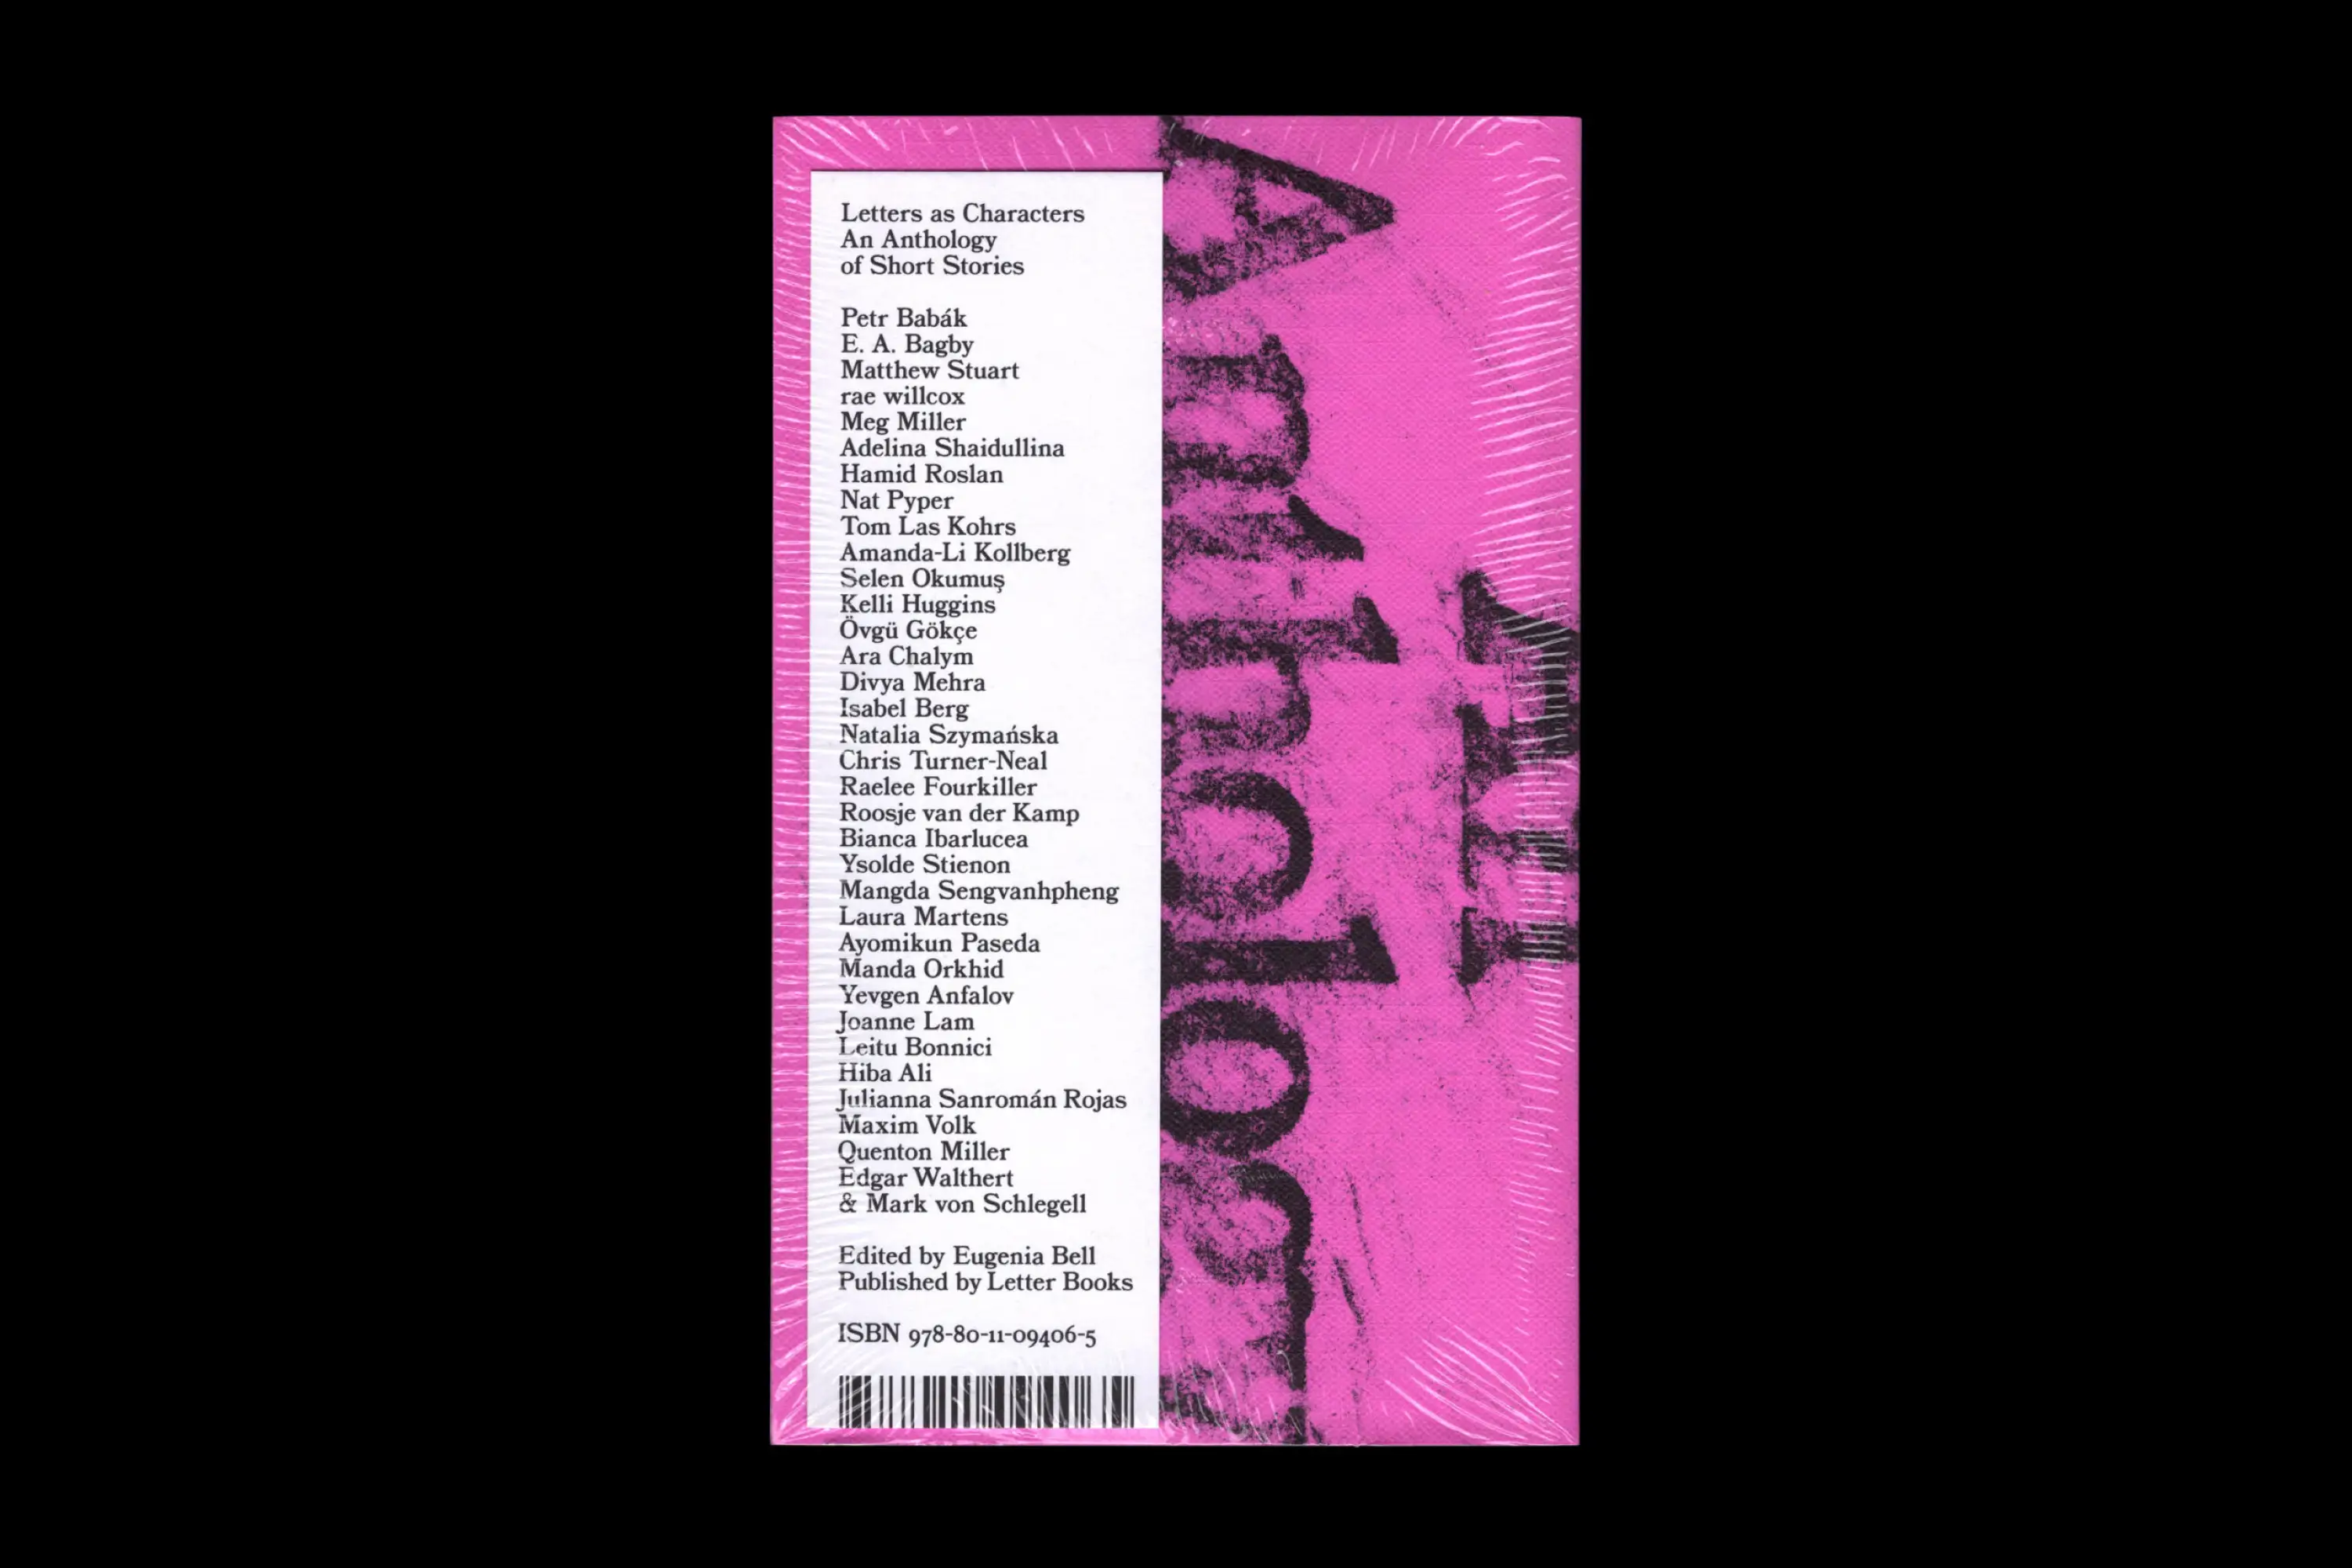 Letters as Characters
An Anthology
of Short Stories
Petr Babák
E. A. Bagby
Matthew Stuart
rae willcox
Meg Miller
Adelina Shaidullina
Hamid Roslan
Nat Pyper
Tom Las Kohrs
Amanda-Li Kollberg
Selen Okumuş
Kelli Huggins
Övgü Gökçe
Ara Chalym
Divya Mehra
Isabel Berg
Natalia Szymańska
Chris Turner-Neal
Raelee Fourkiller
Roosje van der Kamp
Bianca Ibarlucea
Ysolde Stienon
Mangda Sengvanhpheng
Laura Martens
Ayomikun Paseda
Manda Orkhid
Yevgen Anfalov
Joanne Lam
Leitu Bonnici
Hiba Ali
Julianna Sanromán Rojas
Maxim Volk
Quenton Miller
Edgar Walthert
& Mark von Schlegell
Edited by Eugenia Bell
Published by Letter Books
ISBN 978-80-11-09406-5